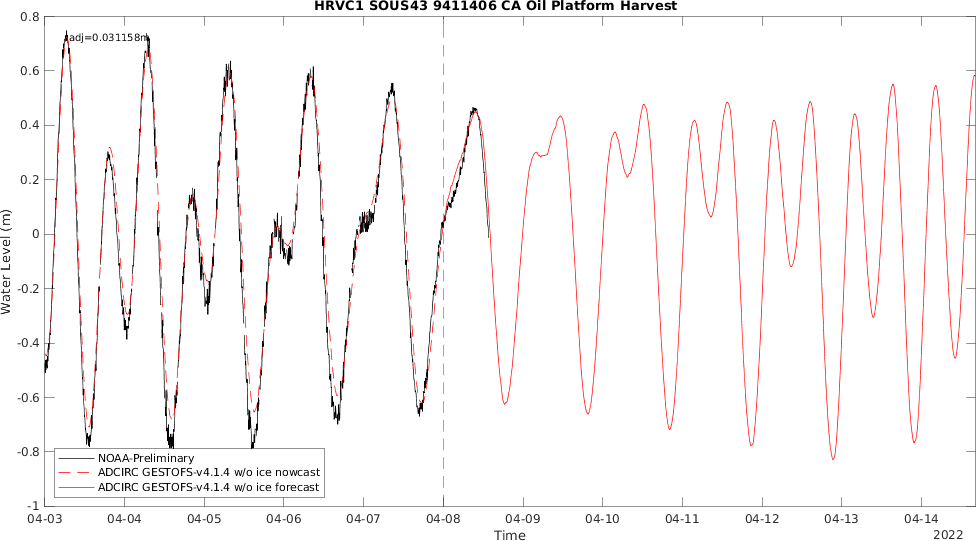 HRVC1 SOUS43 9411406 CA Oil Platform Harvest
adj=0.031158m
0.8
0.6
0.4
0.2
0
-0.2
-0.4
-0.6
-0.8
-1
Water Level (m)
NOAA-Preliminary
ADCIRC GESTOFS-v4.1.4 w/o ice nowcast
ADCIRC GESTOFS-v4.1.4 w/o ice forecast
04-03 04-04 04-05 04-06 04-07 04-08 04-09 04-10 04-11 04-12 04-13 04-14
Time
2022